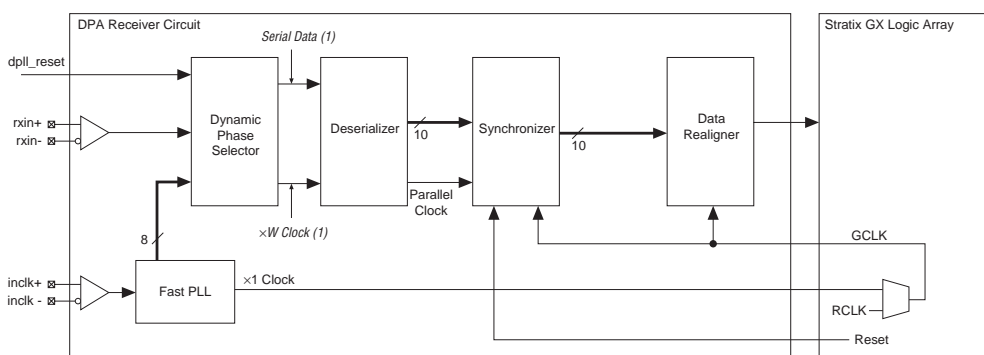 DPA Receiver Circuit
Stratix GX Logic Array
Serial Data (1)
dpll_reset
rxin+
rxin-
Dynamic
Phase
Selector
Deserializer
10
Synchronizer
10
Data
Realigner
Parallel
Clock
×W Clock (1)
8
GCLK
inclk+
inclk -
Fast PLL
×1 Clock
RCLK
Reset